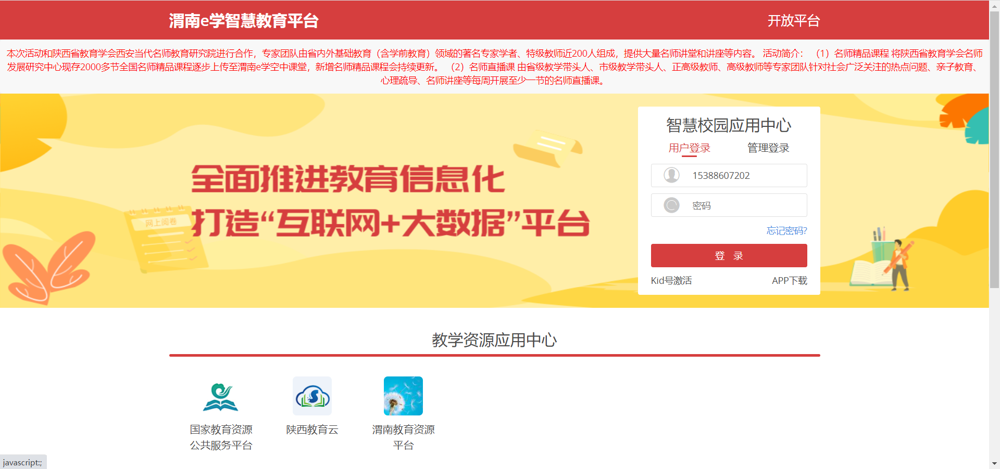 渭南e学智慧教育平台
开放平台
本次活动和陕西省教育学会西安当代名师教育研究院进行合作，专家团队由省内外基础教育（含学前教育）领域的著名专家学者、特级教师近200人组成，提供大量名师讲堂和讲座等内容。 活动简介： （1）名师精品课程 将陕西省教育学会名师
发展研究中心现存2000多节全国名师精品课程逐步上传至渭南e学空中课堂，新增名师精品课程会持续更新。 （2）名师直播课 由省级教学带头人、市级教学带头人、正高级教师、高级教师等专家团队针对社会广泛关注的热点问题、亲子教育、
心理疏导、名师讲座等每周开展至少一节的名师直播课。
全面推进教育信息化
打造“互联网+大数据”平台
网上阅卷
智慧校园应用中心
用户登录 管理登录
15388607202
密码
忘记密码?
登 录
Kid号激活 APP下载
教学资源应用中心
国家教育资源
公共服务平台
陕西教育云
渭南教育资源
平台
javascript:;